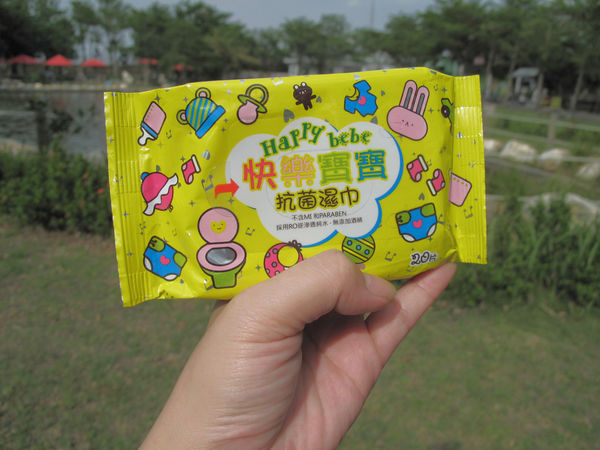 Happy bebe
快樂寶寶
抗菌濕巾
不含ME和PARABEN
採用RO逆滲透純水、無添加酒精
20片